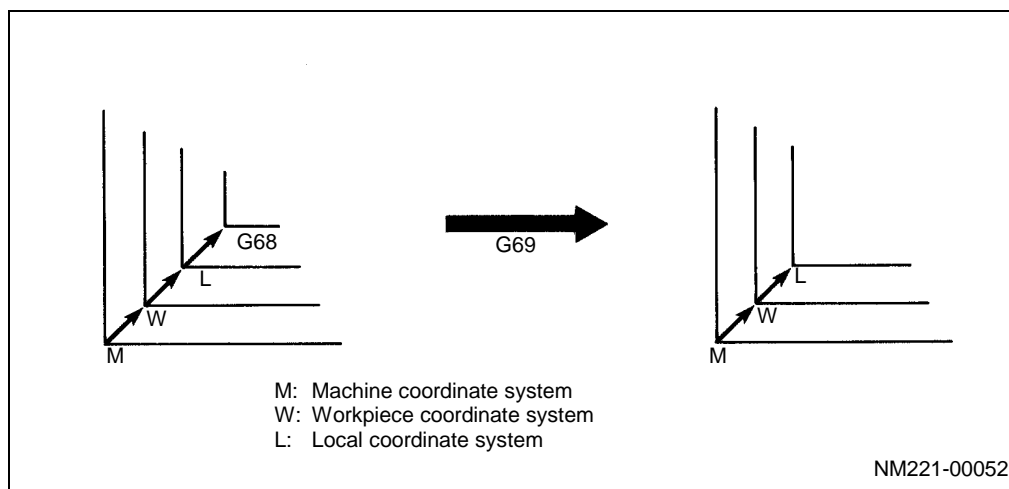 G68
L
W
M
G69
L
W
M
M: Machine coordinate system
W: Workpiece coordinate system
L: Local coordinate system
NM221-00052